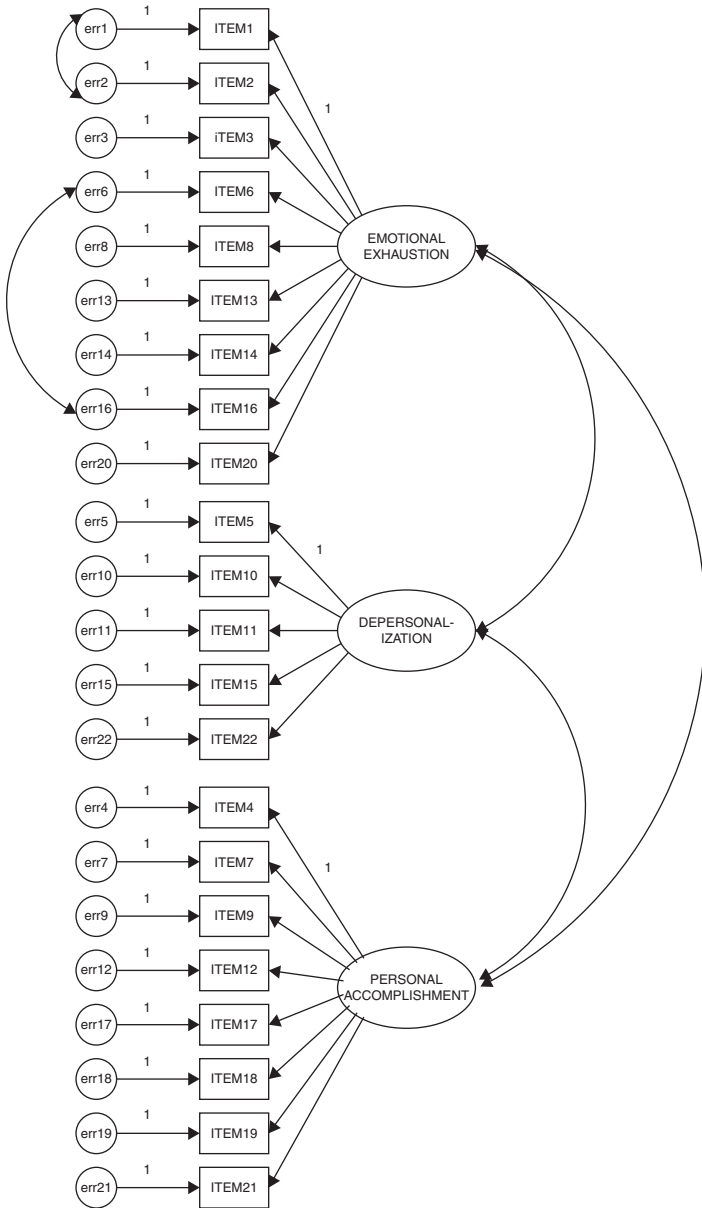 err1 1 ITEM1
err2 1 ITEM2
1
err3 1 iTEM3
err6 1 ITEM6
err8 1 ITEM8
EMOTIONAL
EXHAUSTION
err13 1 ITEM13
err14 1 ITEM14
err16 1 ITEM16
err20 1 ITEM20
err5 1 ITEM5
1
err10 1 ITEM10
err11 1 ITEM11
DEPERSONAL-
IZATION
err15 1 ITEM15
err22 1 ITEM22
err4 1 ITEM4
err7 1 ITEM7
1
err9 1 ITEM9
err12 1 ITEM12
PERSONAL
ACCOMPLISHMENT
err17 1 ITEM17
err18 1 ITEM18
err19 1 ITEM19
err21 1 ITEM21